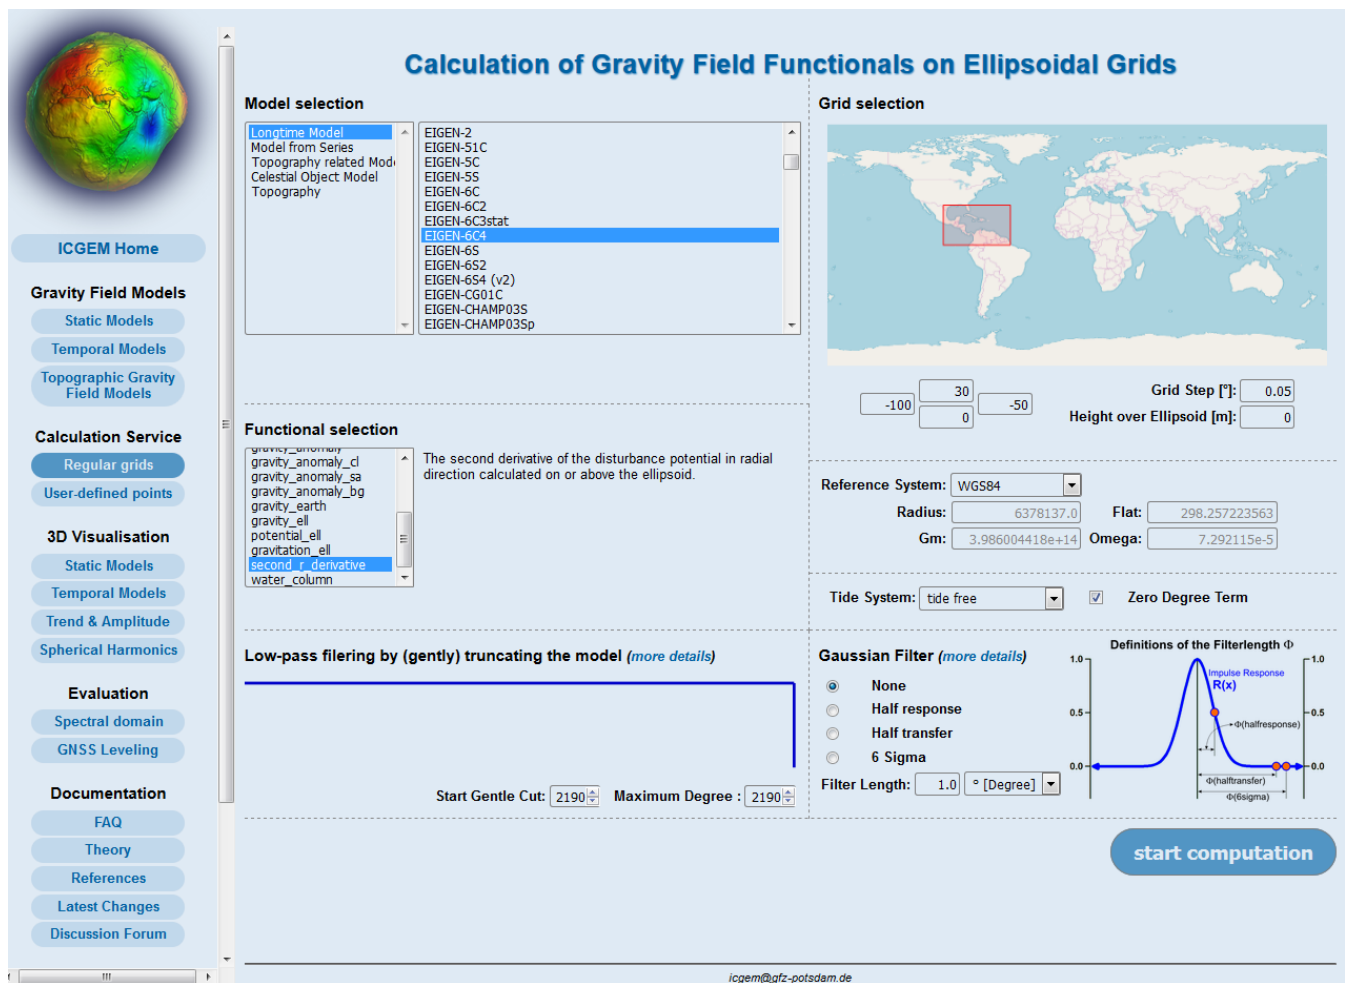 Calculation of Gravity Field Functionals on Ellipsoidal Grids
ICGEM Home
Gravity Field Models
Static Models
Temporal Models
Topographic Gravity
Field Models
Calculation Service
Regular grids
User-defined points
3D Visualisation
Static Models
Temporal Models
Trend & Amplitude
Spherical Harmonics
Evaluation
Spectral domain
GNSS Leveling
Documentation
FAQ
Theory
References
Latest Changes
Discussion Forum
Model selection
Longtime Model
Model from Series
Topography related Mode
Celestial Object Model
Topography
EIGEN-2
EIGEN-51C
EIGEN-5C
EIGEN-5S
EIGEN-6C
EIGEN-6C2
EIGEN-6C3stat
EIGEN-6C4
EIGEN-6S
EIGEN-6S2
EIGEN-6S4 (v2)
EIGEN-CG01C
EIGEN-CHAMP03S
EIGEN-CHAMP03Sp
Functional selection
gravity_anomaly
gravity_anomaly_cl
gravity_anomaly_sa
gravity_anomaly_bg
gravity_earth
gravity_ell
potential_ell
gravitation_ell
second_r_derivative
water_column
The second derivative of the disturbance potential in radial
direction calculated on or above the ellipsoid.
Low-pass filering by (gently) truncating the model (more details)
Start Gentle Cut: 2190 Maximum Degree : 2190
Grid selection
30
-100 -50
0
Grid Step [°]: 0.05
Height over Ellipsoid [m]: 0
Reference System: WGS84
Radius: 6378137.0 Flat: 298.257223563
Gm: 3.986004418e+14 Omega: 7.292115e-5
Tide System: tide free Zero Degree Term
Gaussian Filter (more details)
None
Half response
Half transfer
6 Sigma
Filter Length: 1.0 ° [Degree]
Definitions of the Filterlength Φ
1.0 1.0
Impulse Response
R(x)
0.5 0.5
Φ(halfresponse)
0.0 0.0
Φ(halftransfer)
Φ(6sigma)
start computation
icgem@gfz-potsdam.de